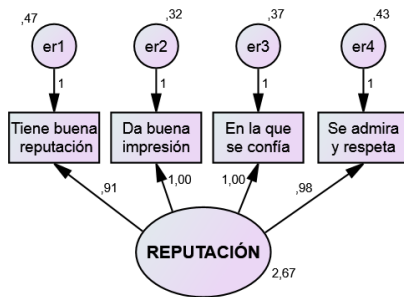 ,47
,32
,37
,43
er1
er2
er3
er4
1
1
1
1
Tiene buena
reputación
Da buena
impresión
En la que
se confía
Se admira
y respeta
,91
1,00
1,00
,98
REPUTACIÓN
2,67